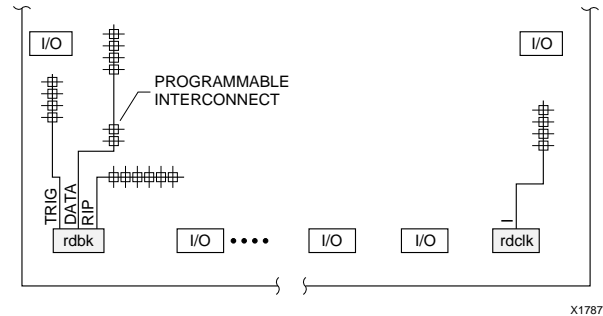 I/O
I/O
PROGRAMMABLE
INTERCONNECT
TRIG
DATA
RIP
I
rdbk
I/O
I/O
I/O
rdclk
X1787